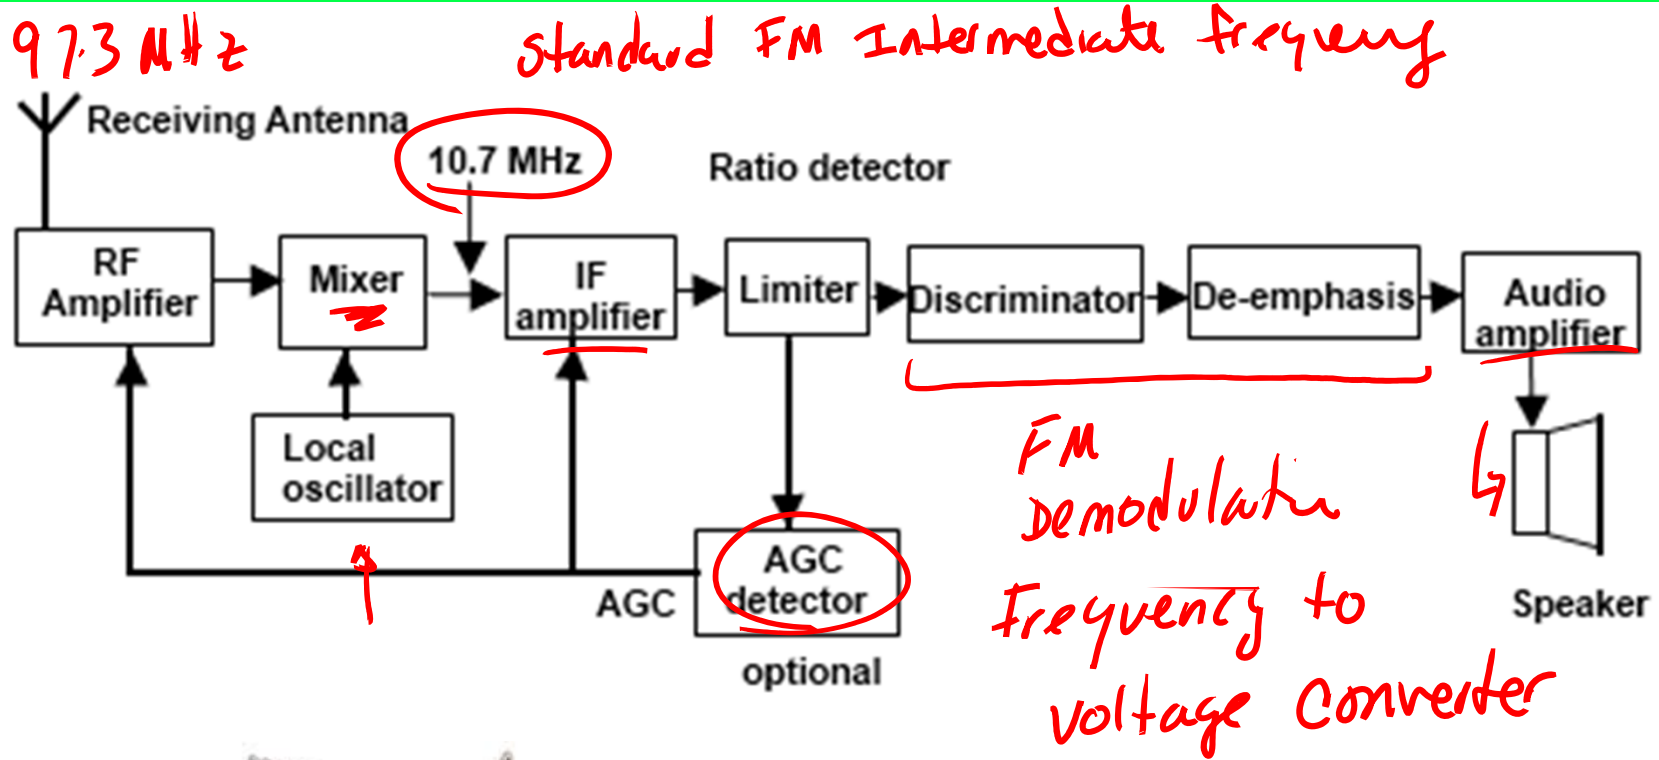 97.3 MHz
Standard FM Intermediate frequency
Receiving Antenna
10.7 MHz
Ratio detector
RF
Amplifier
Mixer
IF
amplifier
Limiter
Discriminator
De-emphasis
Audio
amplifier
Local
oscillator
FM
Demodulator
AGC
detector
AGC
optional
Frequency to
voltage converter
Speaker